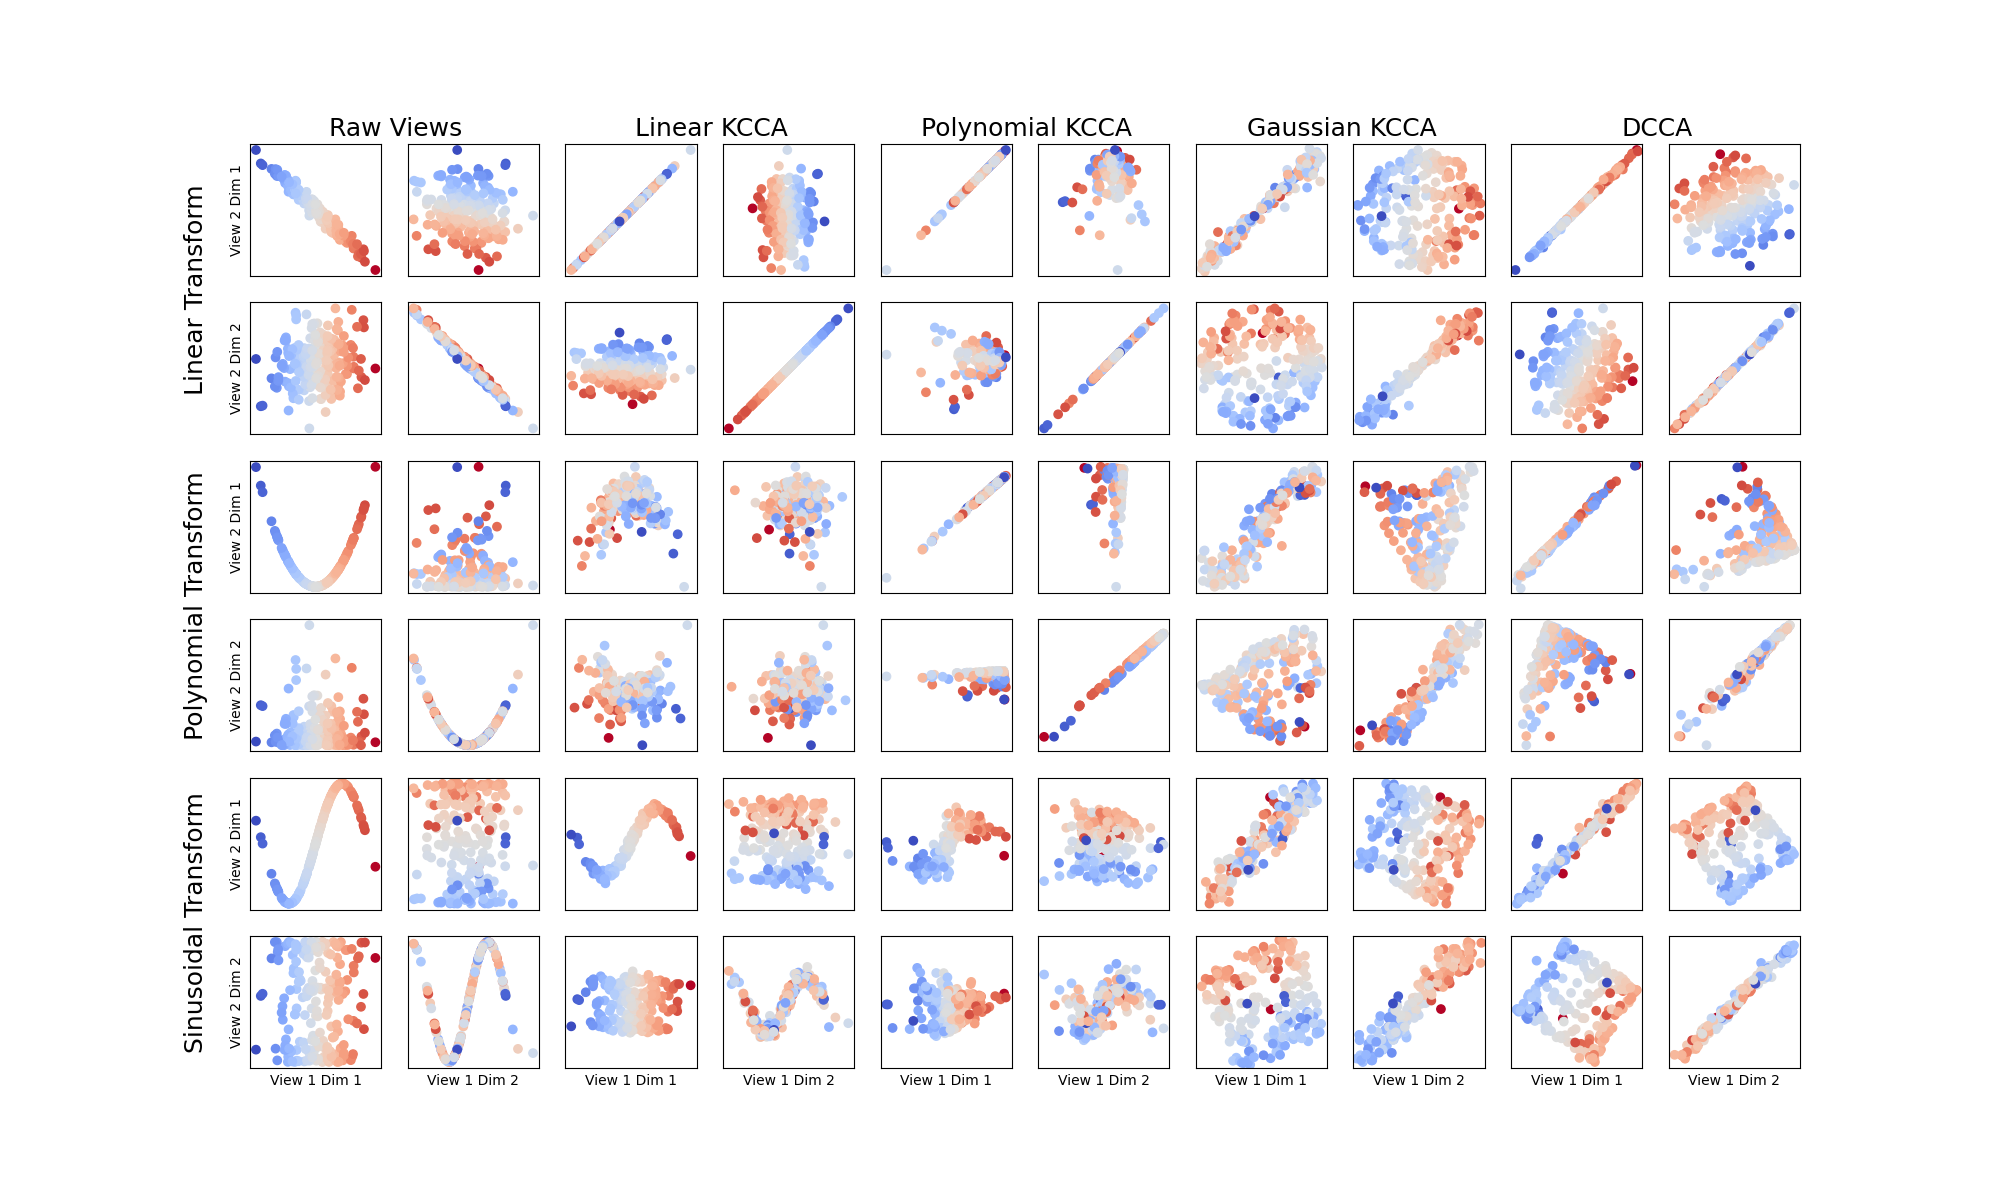 Raw Views
Linear KCCA
Polynomial KCCA
Gaussian KCCA
DCCA
Linear Transform
View 2 Dim 1
View 2 Dim 2
Polynomial Transform
View 2 Dim 1
View 2 Dim 2
Sinusoidal Transform
View 2 Dim 1
View 2 Dim 2
View 1 Dim 1
View 1 Dim 2
View 1 Dim 1
View 1 Dim 2
View 1 Dim 1
View 1 Dim 2
View 1 Dim 1
View 1 Dim 2
View 1 Dim 1
View 1 Dim 2